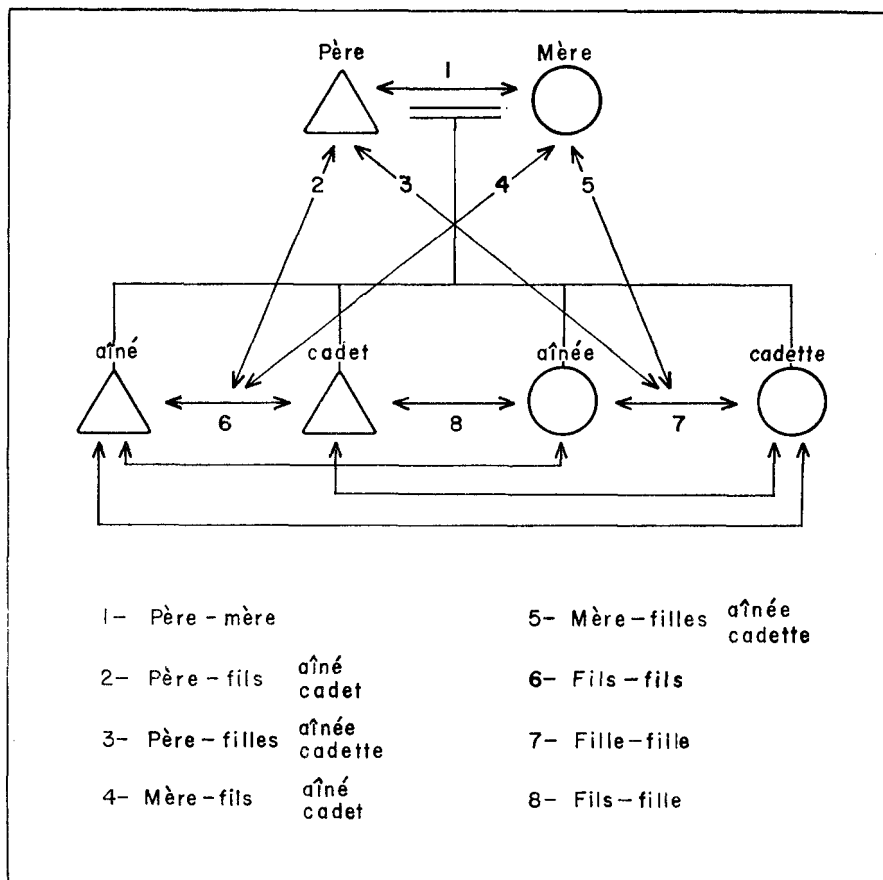 Père Mère
1
2 3 4 5
aîné cadet aînée cadette
6 8 7
1- Père-mère
2- Père-fils aîné
cadet
3- Père-filles aînée
cadette
4- Mère-fils aîné
cadet
5- Mère-filles aînée
cadette
6- Fils-fils
7- Fille-fille
8- Fils-fille